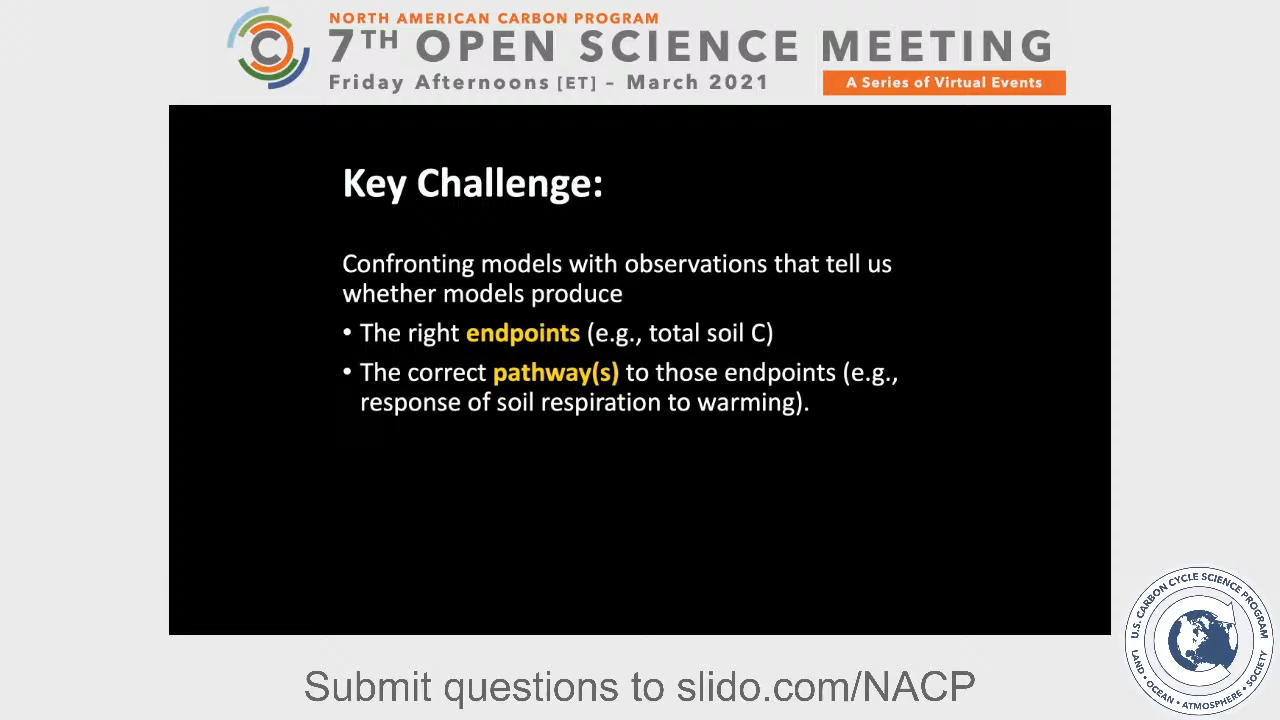 NORTH AMERICAN CARBON PROGRAM
7TH OPEN SCIENCE MEETING
Friday Afternoons [ET] – March 2021
A Series of Virtual Events
C
Key Challenge:
Confronting models with observations that tell us
whether models produce
• The right endpoints (e.g., total soil C)
• The correct pathway(s) to those endpoints (e.g.,
response of soil respiration to warming).
U.S. CARBON CYCLE SCIENCE PROGRAM
LAND • OCEAN • ATMOSPHERE • SOCIETY
Submit questions to slido.com/NACP